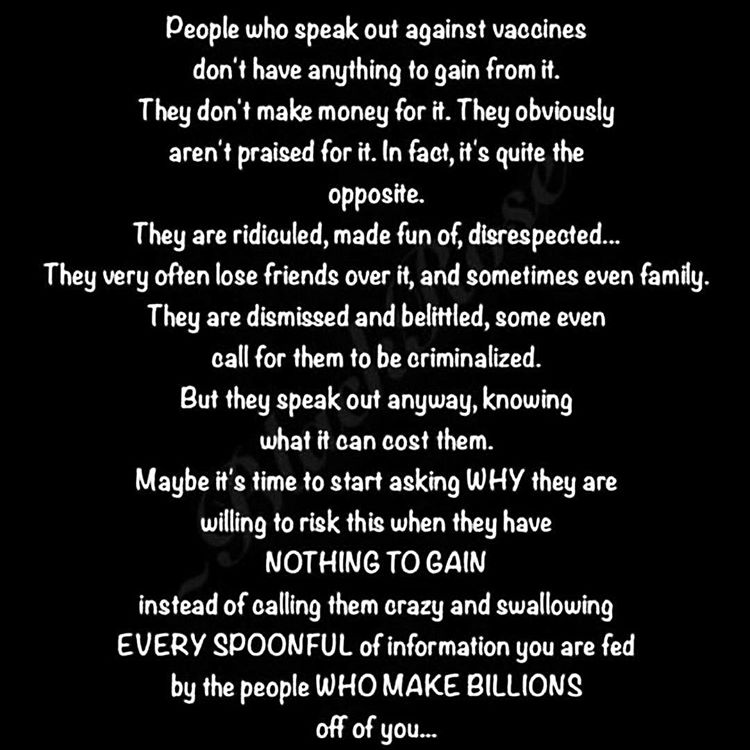 People who speak out against vaccines
don't have anything to gain from it.
They don't make money for it. They obviously
aren't praised for it. In fact, it's quite the
opposite.
They are ridiculed, made fun of, disrespected...
They very often lose friends over it, and sometimes even family.
They are dismissed and belittled, some even
call for them to be criminalized.
But they speak out anyway, knowing
what it can cost them.
Maybe it's time to start asking WHY they are
willing to risk this when they have
NOTHING TO GAIN
instead of calling them crazy and swallowing
EVERY SPOONFUL of information you are fed
by the people WHO MAKE BILLIONS
off of you...
~BlackRose